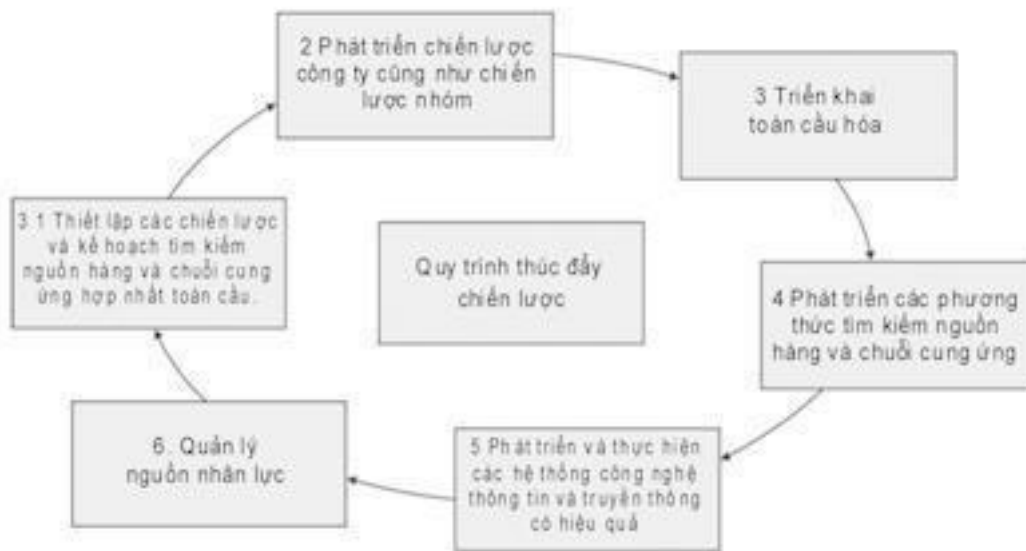 2 Phát triển chiến lược
công ty cũng như chiến
lược nhóm
3 Triển khai
toàn cầu hóa
3 1 Thiết lập các chiến lược
và kế hoạch tìm kiếm
nguồn hàng và chuỗi cung
ứng hợp nhất toàn cầu.
Quy trình thúc đẩy
chiến lược
4 Phát triển các phương
thức tìm kiếm nguồn
hàng và chuỗi cung ứng
6. Quản lý
nguồn nhân lực
5 Phát triển và thực hiện
các hệ thống công nghệ
thông tin và truyền thông
có hiệu quả